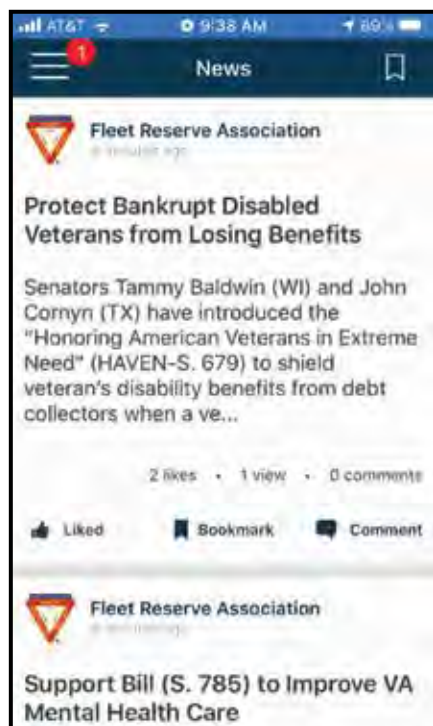 AT&T 9:38 AM 89%
1
News
Fleet Reserve Association
Protect Bankrupt Disabled
Veterans from Losing Benefits
Senators Tammy Baldwin (WI) and John
Cornyn (TX) have introduced the
"Honoring American Veterans in Extreme
Need" (HAVEN-S. 679) to shield
veteran's disability benefits from debt
collectors when a ve...
2 likes • 1 view • 0 comments
Liked Bookmark Comment
Fleet Reserve Association
Support Bill (S. 785) to Improve VA
Mental Health Care